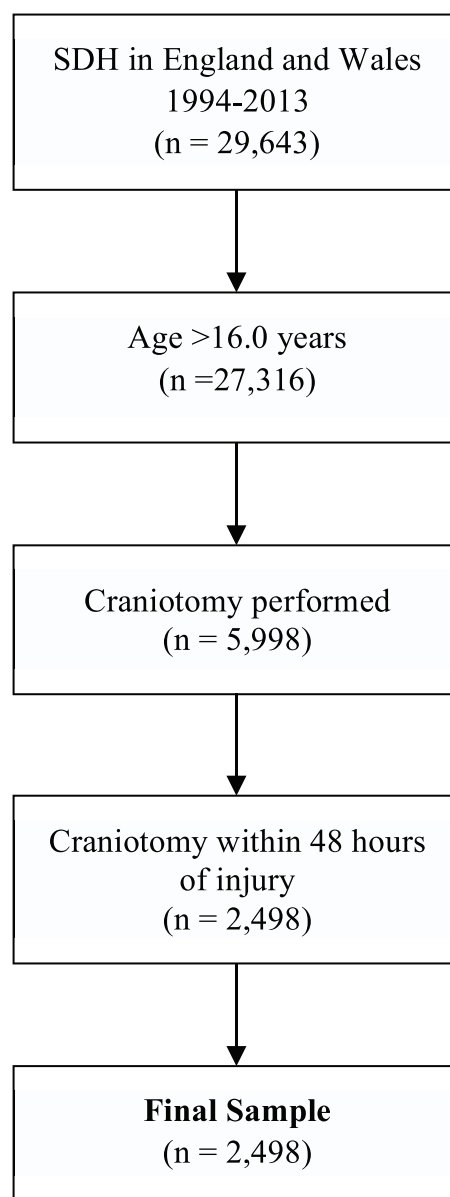 SDH in England and Wales
1994-2013
(n = 29,643)
Age >16.0 years
(n =27,316)
Craniotomy performed
(n = 5,998)
Craniotomy within 48 hours
of injury
(n = 2,498)
Final Sample
(n = 2,498)